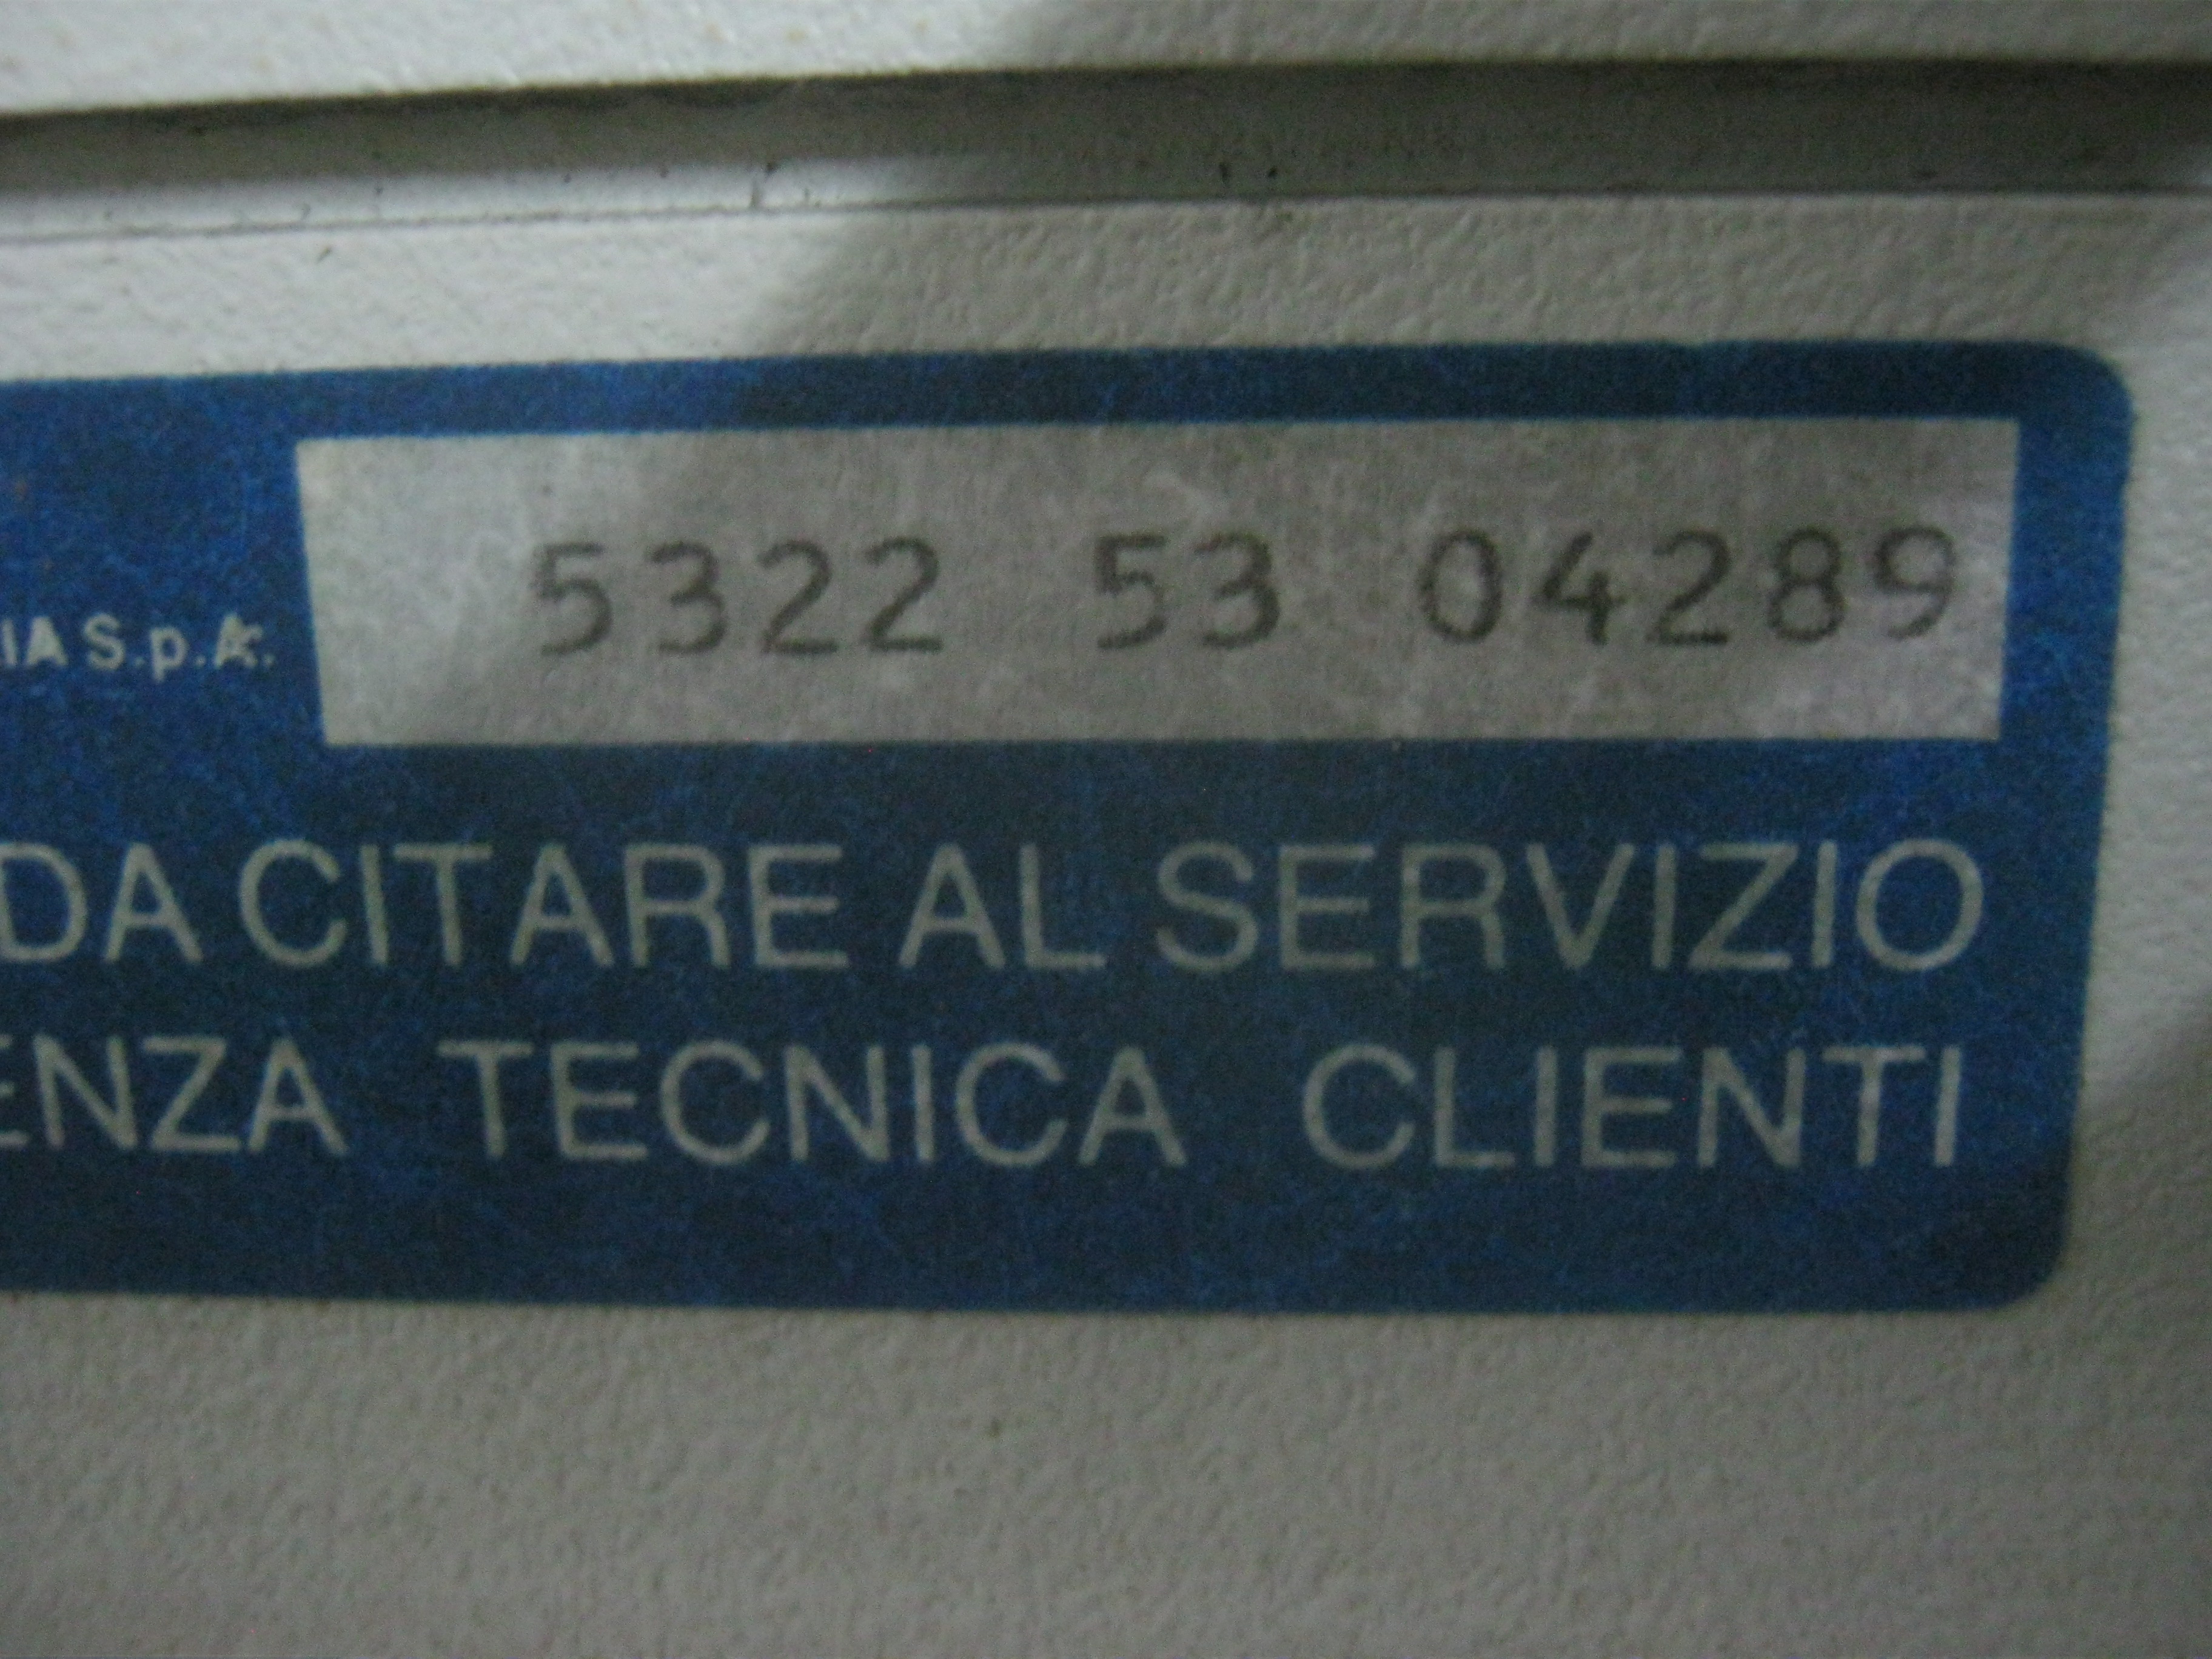 5322 53 04289
IA S.p.A.
DA CITARE AL SERVIZIO
ENZA TECNICA CLIENTI